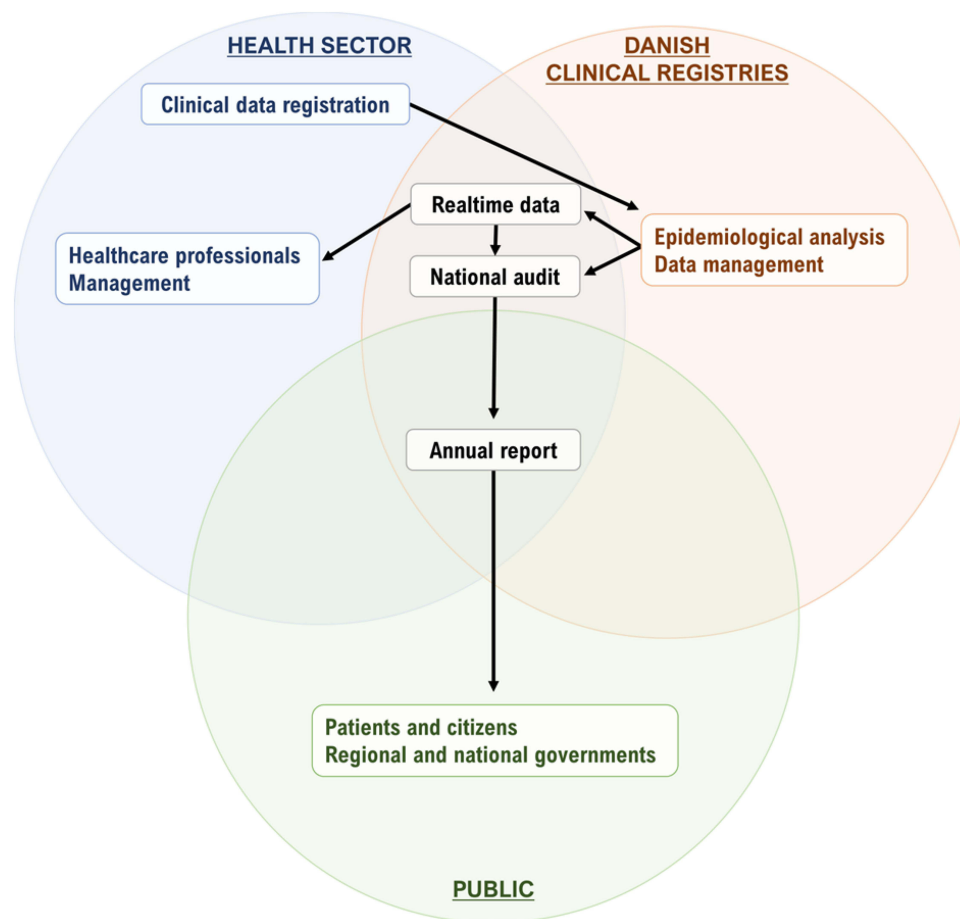 HEALTH SECTOR
DANISH
CLINICAL REGISTRIES
Clinical data registration
Realtime data
Healthcare professionals
Management
Epidemiological analysis
Data management
National audit
Annual report
Patients and citizens
Regional and national governments
PUBLIC